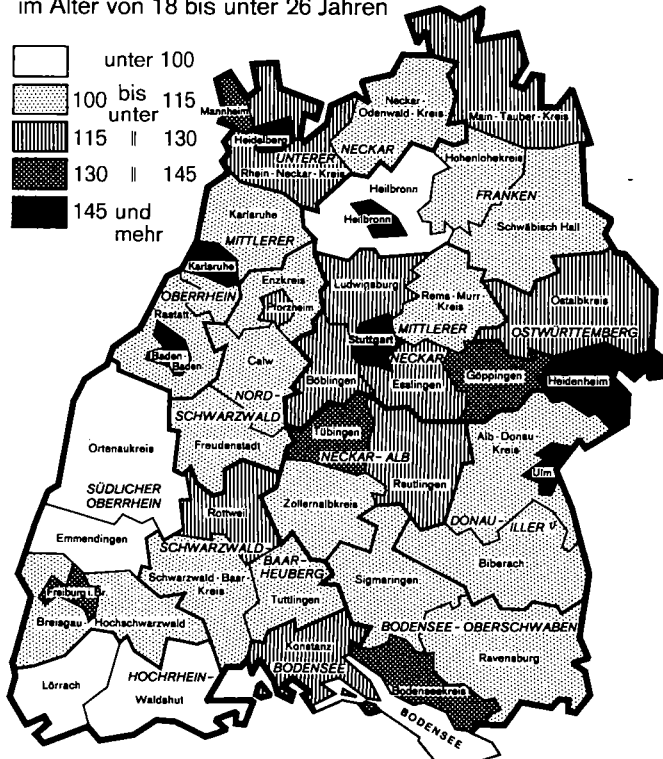 im Alter von 18 bis unter 26 Jahren
unter 100
100 bis unter 115
115 || 130
130 || 145
145 und mehr
Mannheim
Heidelberg
UNTERER
Rhein-Neckar-Kreis
Neckar-
Odenwald-Kreis
NECKAR
Main-Tauber-Kreis
Hohenlohekreis
FRANKEN
Schwäbisch Hall
Heilbronn
Heilbronn
Karlsruhe
MITTLERER
Karlsruhe
OBERRHEIN
Rastatt
Baden-
Baden
Enzkreis
Pforzheim
Calw
NORD-
SCHWARZWALD
Freudenstadt
Ludwigsburg
Rems-Murr-
Kreis
MITTLERER
Stuttgart
NECKAR
Böblingen
Esslingen
Göppingen
Ostalbkreis
OSTWÜRTTEMBERG
Heidenheim
Ortenaukreis
SÜDLICHER
OBERRHEIN
Emmendingen
Tübingen
NECKAR-ALB
Reutlingen
Zollernalbkreis
Alb-Donau-
Kreis
Ulm
DONAU-ILLER
Biberach
Rottweil
SCHWARZWALD-
BAAR-
HEUBERG
Schwarzwald-Baar-
Kreis
Tuttlingen
Sigmaringen
Freiburg i.Br.
Breisgau-Hochschwarzwald
Lörrach
HOCHRHEIN-
Waldshut
Konstanz
BODENSEE
BODENSEE-OBERSCHWABEN
Ravensburg
Bodenseekreis
BODENSEE